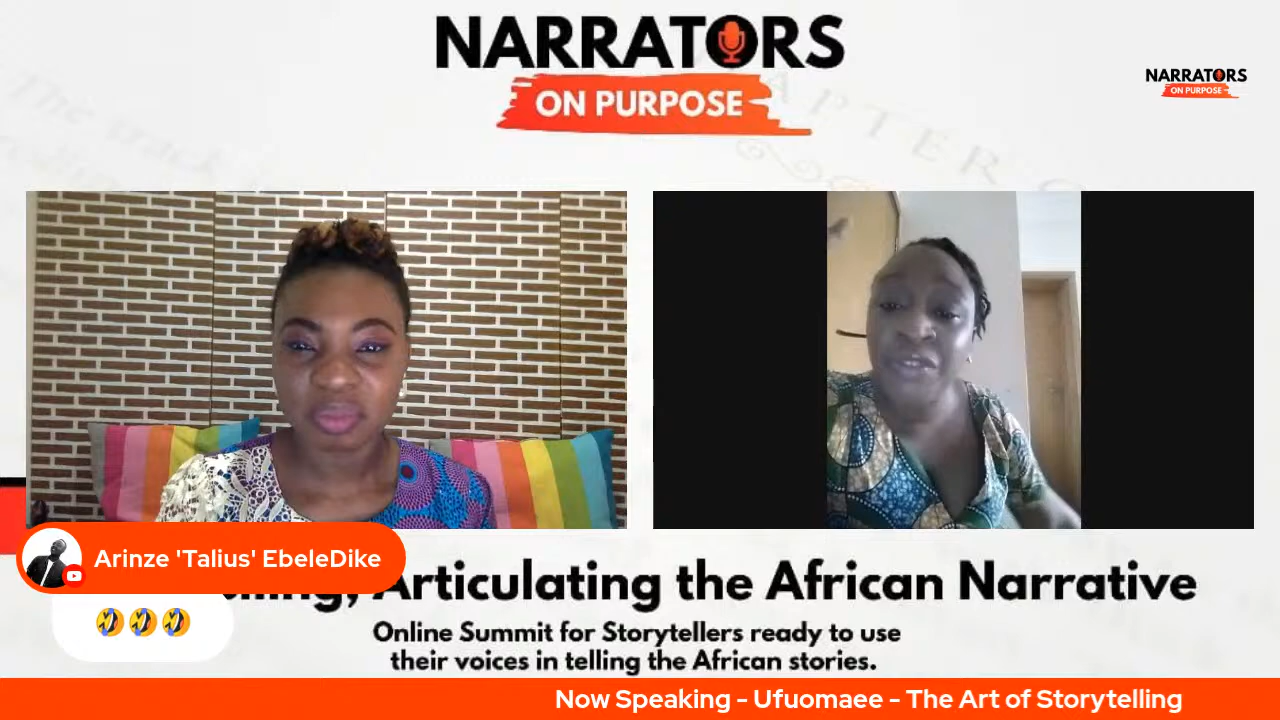 NARRATORS
ON PURPOSE
NARRATORS
ON PURPOSE
APTER
Arinze 'Talius' EbeleDike
Articulating the African Narrative
Online Summit for Storytellers ready to use
their voices in telling the African stories.
Now Speaking - Ufuomaee - The Art of Storytelling